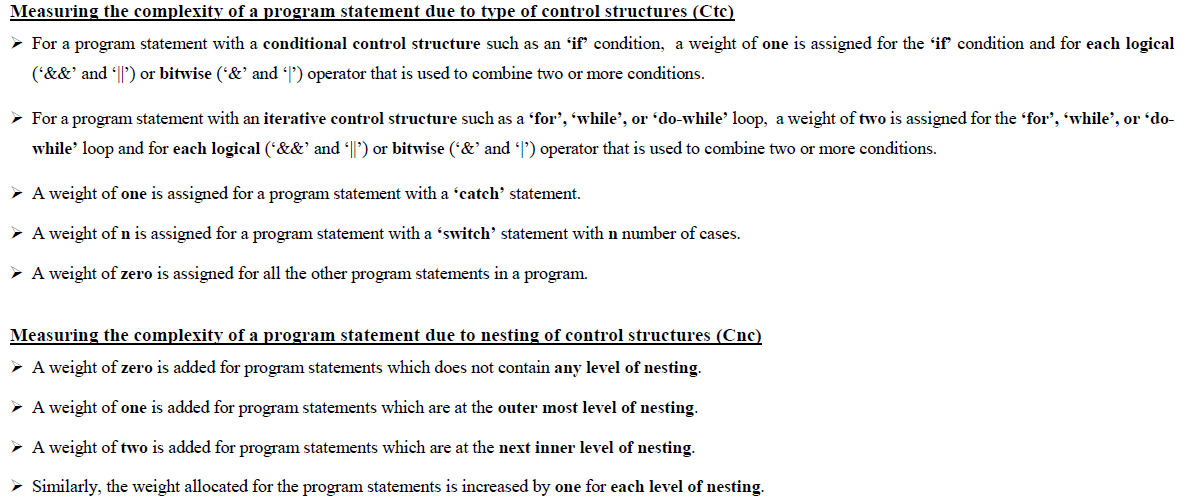 Measuring the complexity of a program statement due to type of control structures (Ctc)
➢ For a program statement with a conditional control structure such as an ‘if’ condition, a weight of one is assigned for the ‘if’ condition and for each logical
(‘&&’ and ‘||’) or bitwise (‘&’ and ‘|’) operator that is used to combine two or more conditions.
➢ For a program statement with an iterative control structure such as a ‘for’, ‘while’, or ‘do-while’ loop, a weight of two is assigned for the ‘for’, ‘while’, or ‘do-
while’ loop and for each logical (‘&&’ and ‘||’) or bitwise (‘&’ and ‘|’) operator that is used to combine two or more conditions.
➢ A weight of one is assigned for a program statement with a ‘catch’ statement.
➢ A weight of n is assigned for a program statement with a ‘switch’ statement with n number of cases.
➢ A weight of zero is assigned for all the other program statements in a program.
Measuring the complexity of a program statement due to nesting of control structures (Cnc)
➢ A weight of zero is added for program statements which does not contain any level of nesting.
➢ A weight of one is added for program statements which are at the outer most level of nesting.
➢ A weight of two is added for program statements which are at the next inner level of nesting.
➢ Similarly, the weight allocated for the program statements is increased by one for each level of nesting.